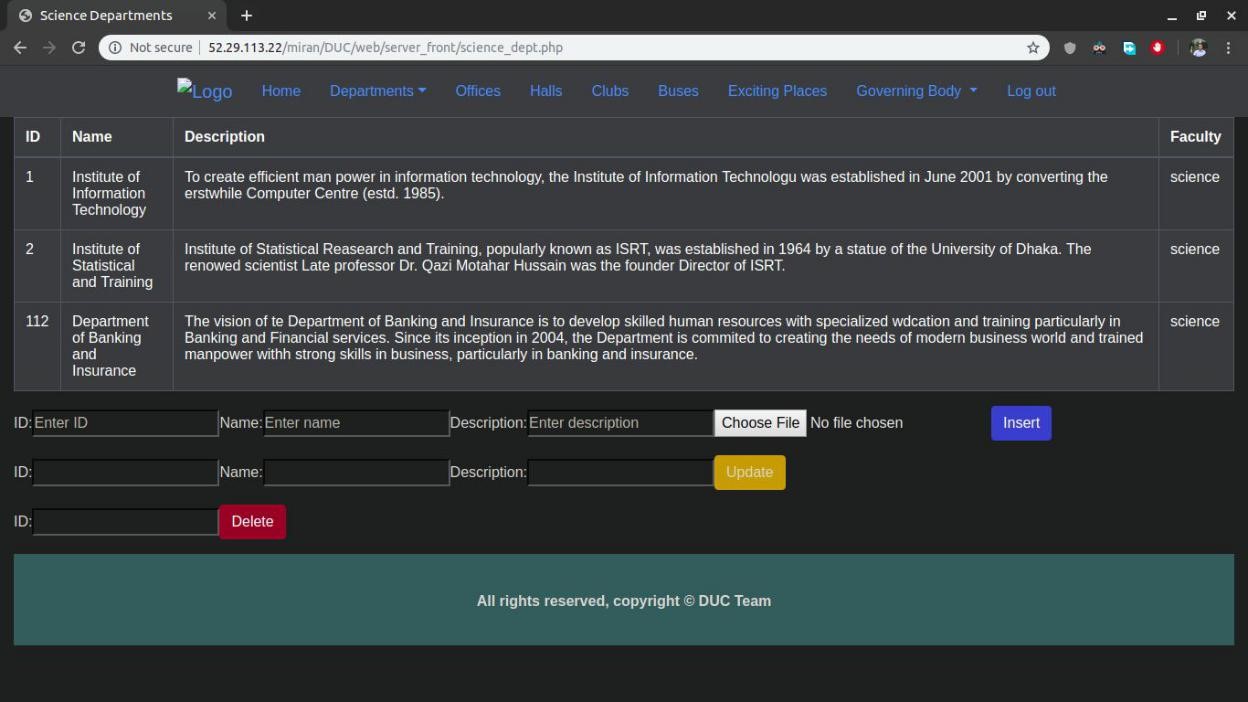 Science Departments
Not secure 52.29.113.22/miran/DUC/web/server_front/science_dept.php
Logo Home Departments Offices Halls Clubs Buses Exciting Places Governing Body Log out
ID Name Description Faculty
1 Institute of Information Technology To create efficient man power in information technology, the Institute of Information Technologu was established in June 2001 by converting the
erstwhile Computer Centre (estd. 1985). science
2 Institute of Statistical and Training Institute of Statistical Reasearch and Training, popularly known as ISRT, was established in 1964 by a statue of the University of Dhaka. The
renowed scientist Late professor Dr. Qazi Motahar Hussain was the founder Director of ISRT. science
112 Department of Banking and Insurance The vision of te Department of Banking and Insurance is to develop skilled human resources with specialized wdcation and training particularly in
Banking and Financial services. Since its inception in 2004, the Department is commited to creating the needs of modern business world and trained
manpower withh strong skills in business, particularly in banking and insurance. science
ID: Enter ID Name: Enter name Description: Enter description Choose File No file chosen Insert
ID: Name: Description: Update
ID: Delete
All rights reserved, copyright © DUC Team